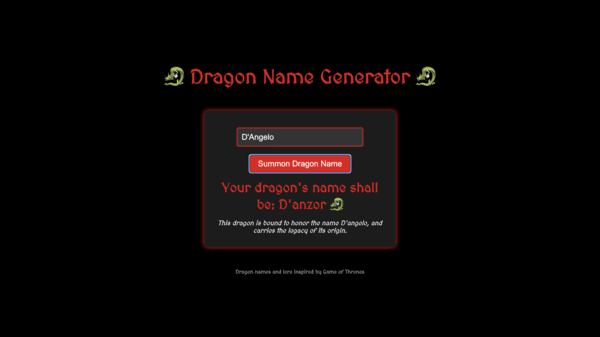 🐉 Dragon Name Generator 🐉
D'Angelo
Summon Dragon Name
Your dragon's name shall
be: D'anzor 🐉
This dragon is bound to honor the name D'angelo, and
carries the legacy of its origin.
Dragon names and lore inspired by Game of Thrones